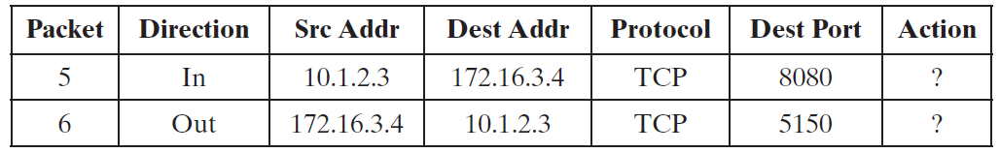 Packet Direction Src Addr Dest Addr Protocol Dest Port Action
5 In 10.1.2.3 172.16.3.4 TCP 8080 ?
6 Out 172.16.3.4 10.1.2.3 TCP 5150 ?